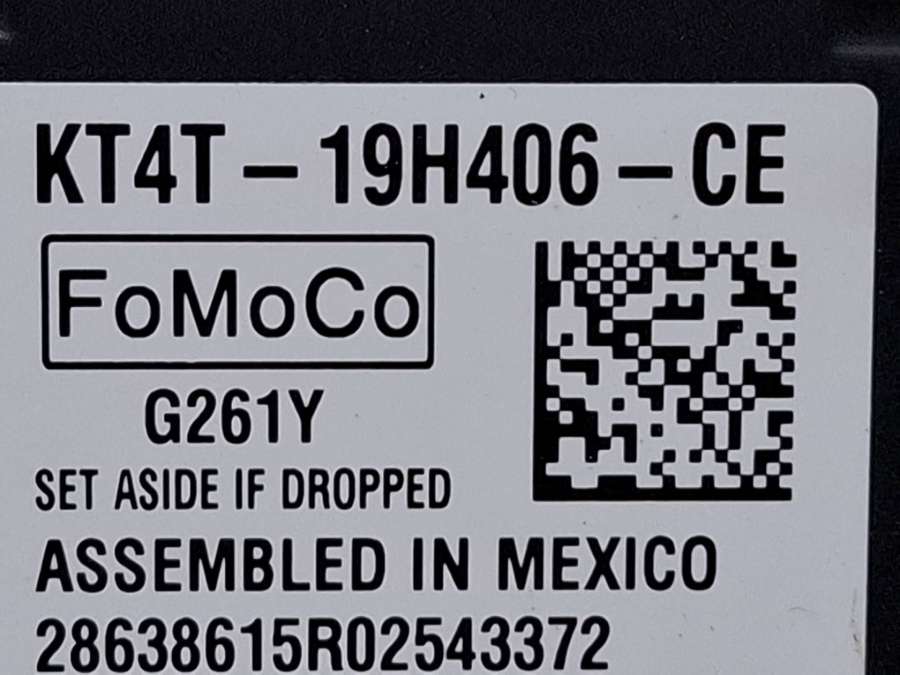 KT4T-19H406-CE
FoMoCo
G261Y
SET ASIDE IF DROPPED
ASSEMBLED IN MEXICO
28638615R02543372